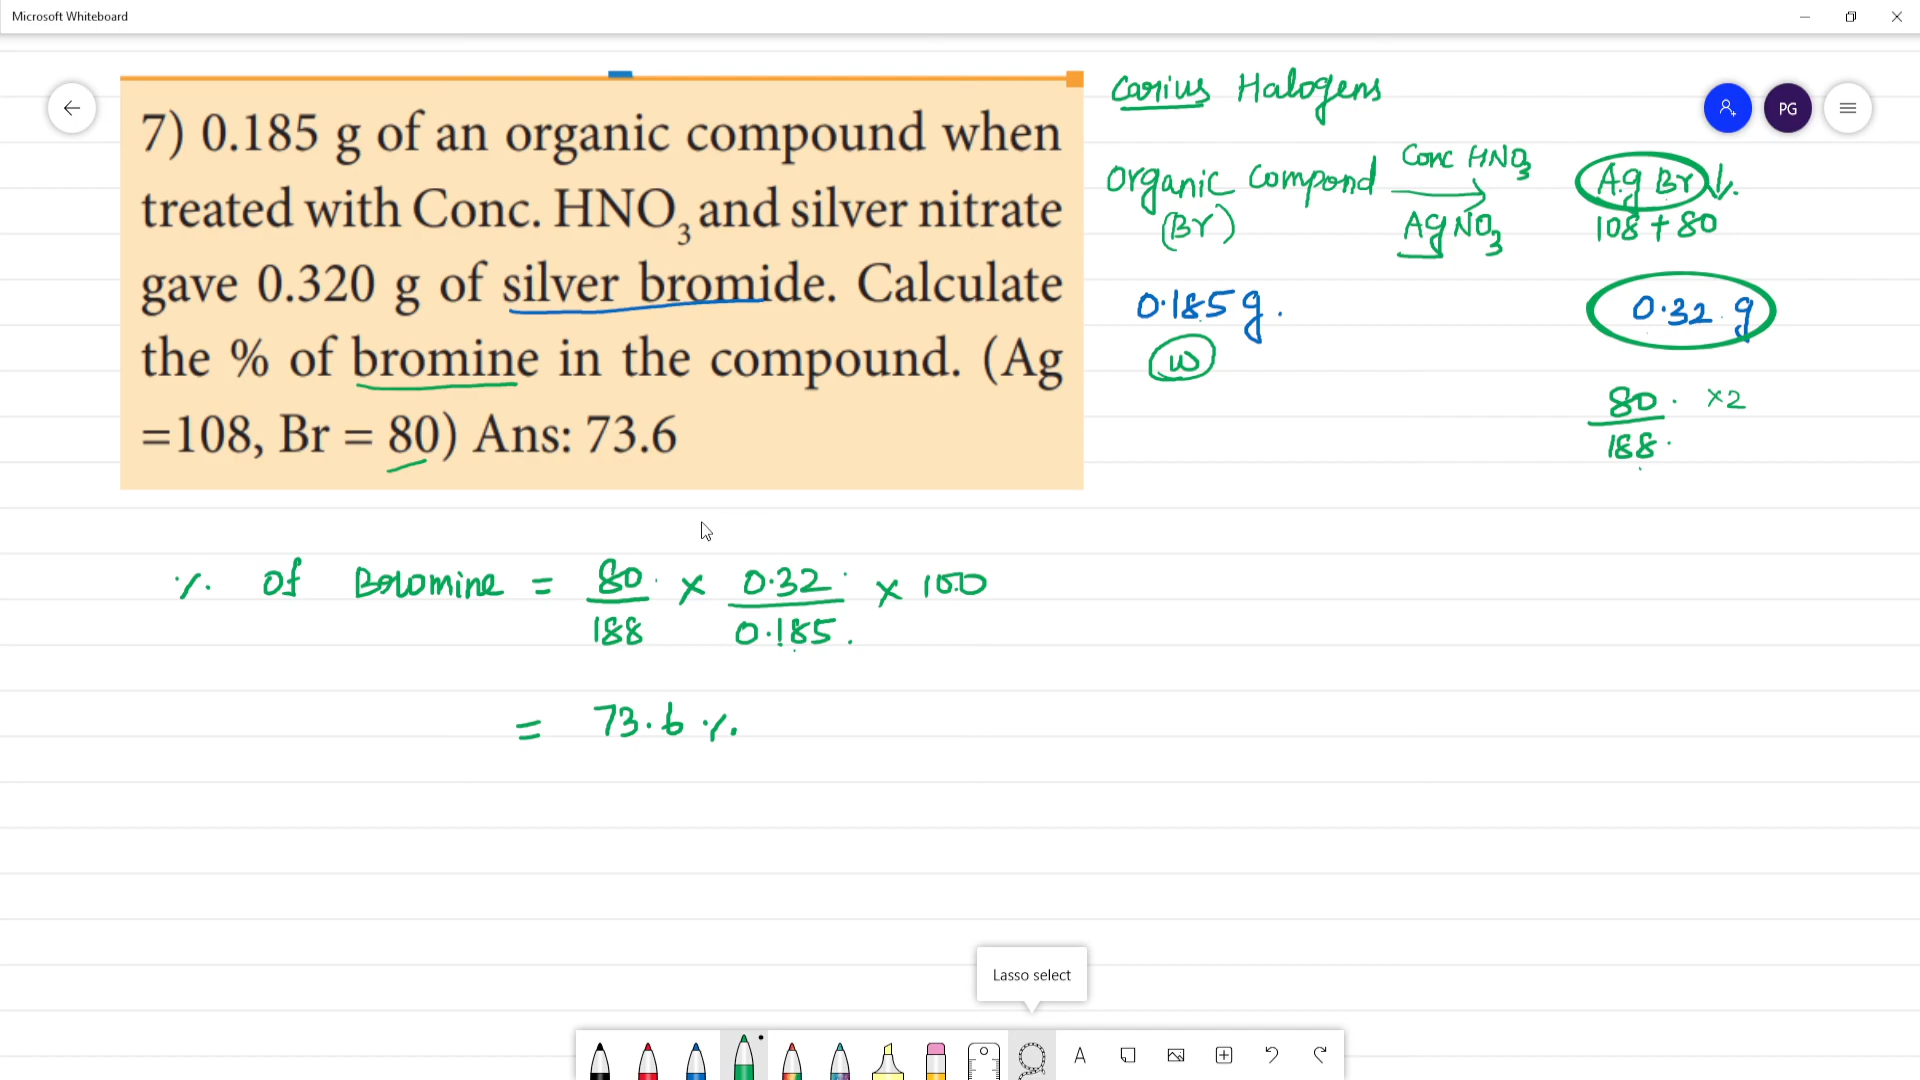 Microsoft Whiteboard
7) 0.185 g of an organic compound when
treated with Conc. HNO3 and silver nitrate
gave 0.320 g of silver bromide. Calculate
the % of bromine in the compound. (Ag
=108, Br = 80) Ans: 73.6
Carius Halogens
PG
Organic Compond Conc HNO3 AgBr↓.
(Br) AgNO3 108 + 80
0.185 g. 0.32 g
w
80 ×2
188
% of Bromine = 80/188 × 0.32/0.185 × 100
= 73.6 %
Lasso select
A